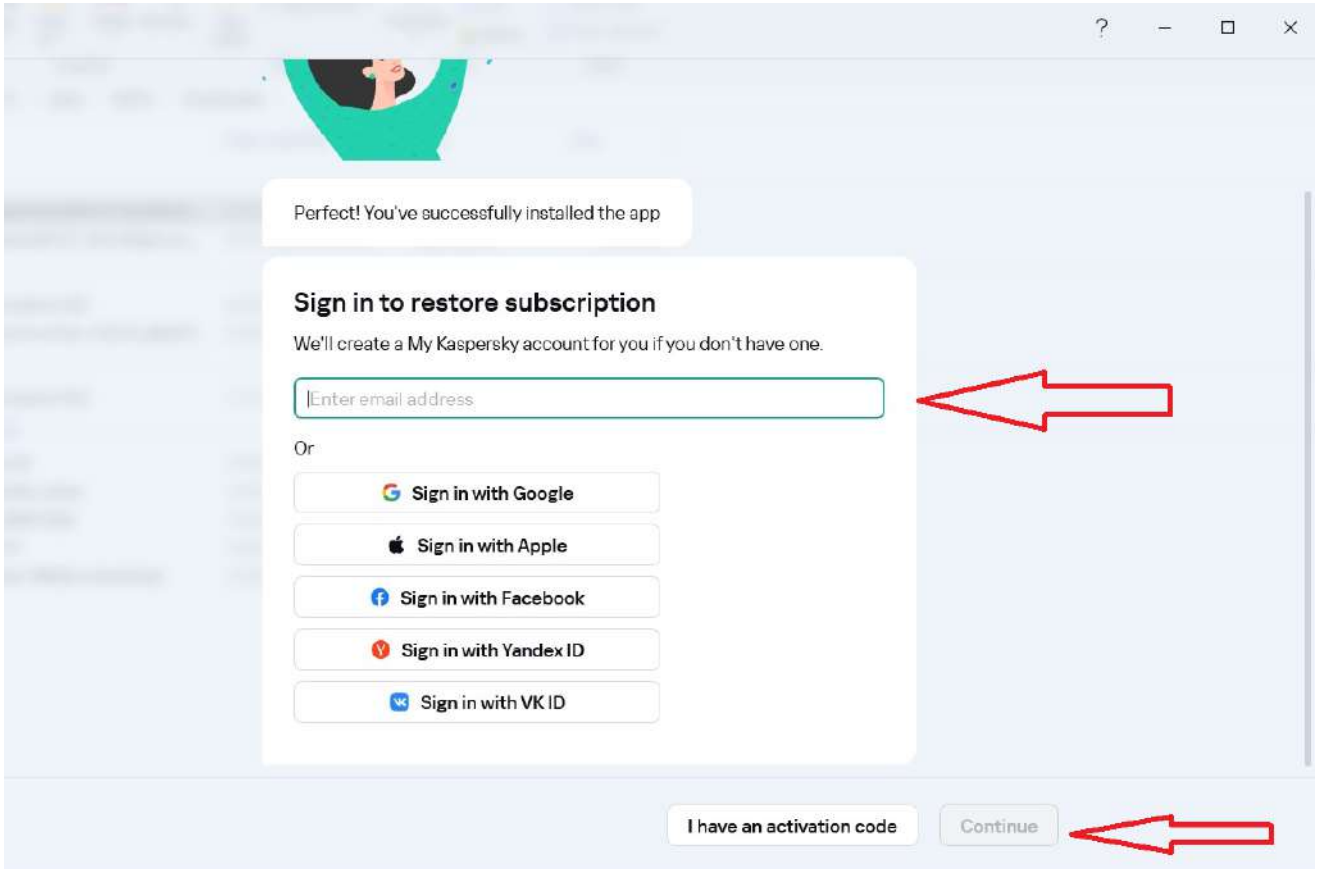 ?
Perfect! You've successfully installed the app
Sign in to restore subscription
We'll create a My Kaspersky account for you if you don't have one.
Enter email address
Or
Sign in with Google
Sign in with Apple
Sign in with Facebook
Sign in with Yandex ID
Sign in with VK ID
I have an activation code
Continue